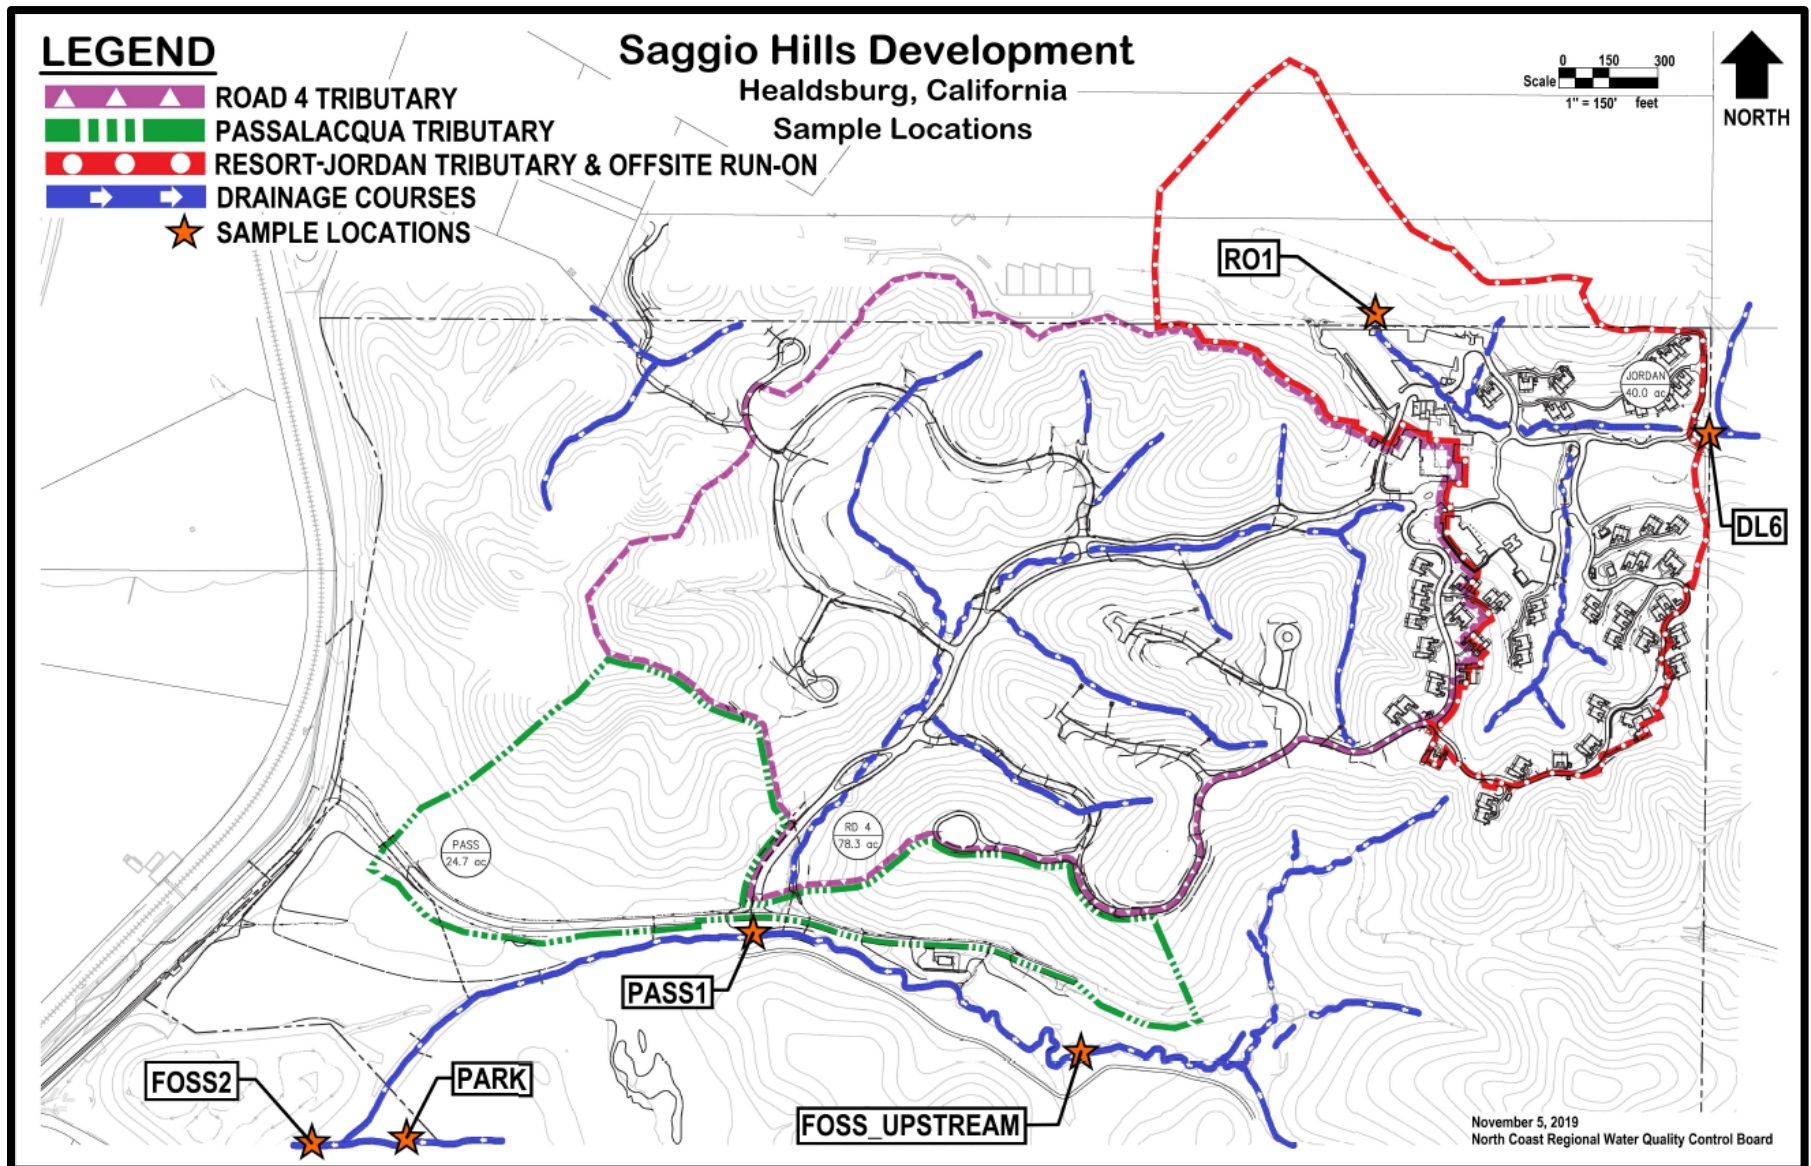 LEGEND
ROAD 4 TRIBUTARY
PASSALACQUA TRIBUTARY
RESORT-JORDAN TRIBUTARY & OFFSITE RUN-ON
DRAINAGE COURSES
SAMPLE LOCATIONS
Saggio Hills Development
Healdsburg, California
Sample Locations
0 150 300
Scale
1" = 150' feet
NORTH
RO1
JORDAN
40.0 ac
DL6
RD 4
78.3 ac
PASS
24.7 ac
PASS1
FOSS2
PARK
FOSS_UPSTREAM
November 5, 2019
North Coast Regional Water Quality Control Board